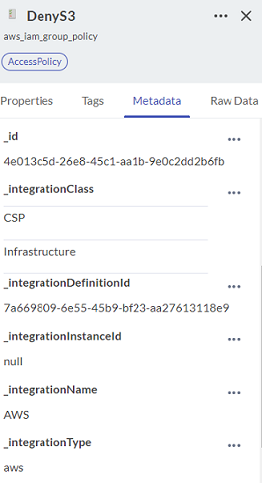 DenyS3
aws_iam_group_policy
AccessPolicy
Properties Tags Metadata Raw Data
_id
4e013c5d-26e8-45c1-aa1b-9e0c2dd2b6fb
_integrationClass
CSP
Infrastructure
_integrationDefinitionId
7a669809-6e55-45b9-bf23-aa27613118e9
_integrationInstanceId
null
_integrationName
AWS
_integrationType
aws